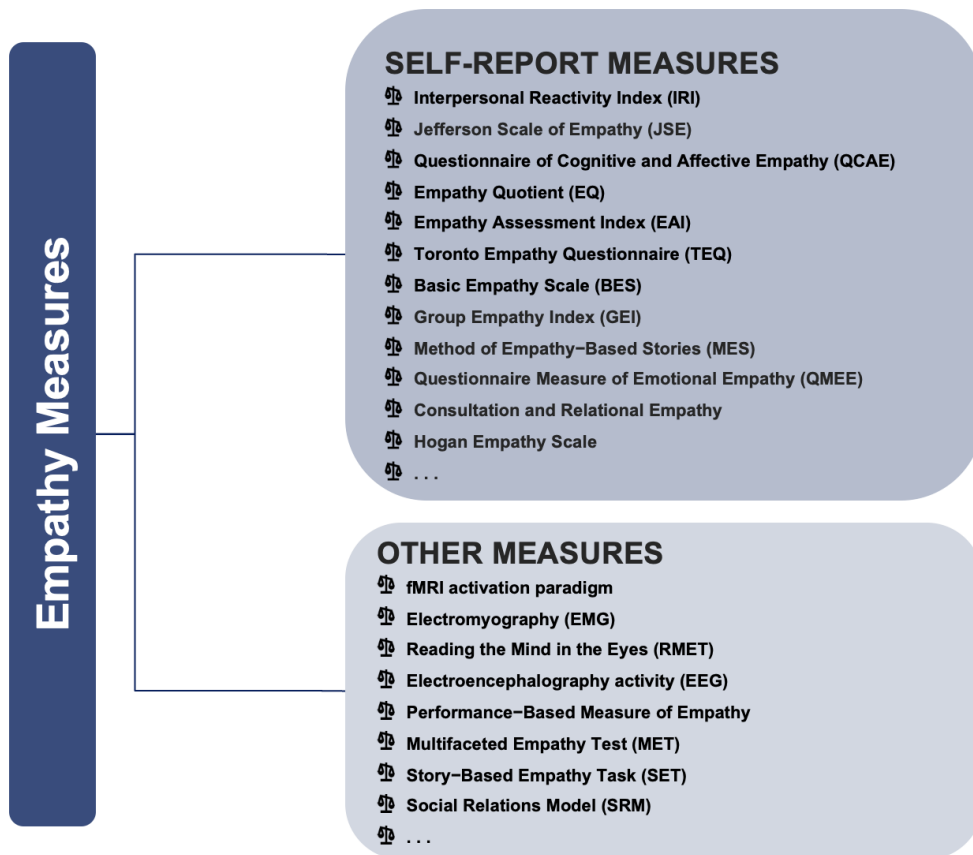 Empathy Measures
SELF-REPORT MEASURES
Interpersonal Reactivity Index (IRI)
Jefferson Scale of Empathy (JSE)
Questionnaire of Cognitive and Affective Empathy (QCAE)
Empathy Quotient (EQ)
Empathy Assessment Index (EAI)
Toronto Empathy Questionnaire (TEQ)
Basic Empathy Scale (BES)
Group Empathy Index (GEI)
Method of Empathy−Based Stories (MES)
Questionnaire Measure of Emotional Empathy (QMEE)
Consultation and Relational Empathy
Hogan Empathy Scale
. . .
OTHER MEASURES
fMRI activation paradigm
Electromyography (EMG)
Reading the Mind in the Eyes (RMET)
Electroencephalography activity (EEG)
Performance−Based Measure of Empathy
Multifaceted Empathy Test (MET)
Story−Based Empathy Task (SET)
Social Relations Model (SRM)
. . .